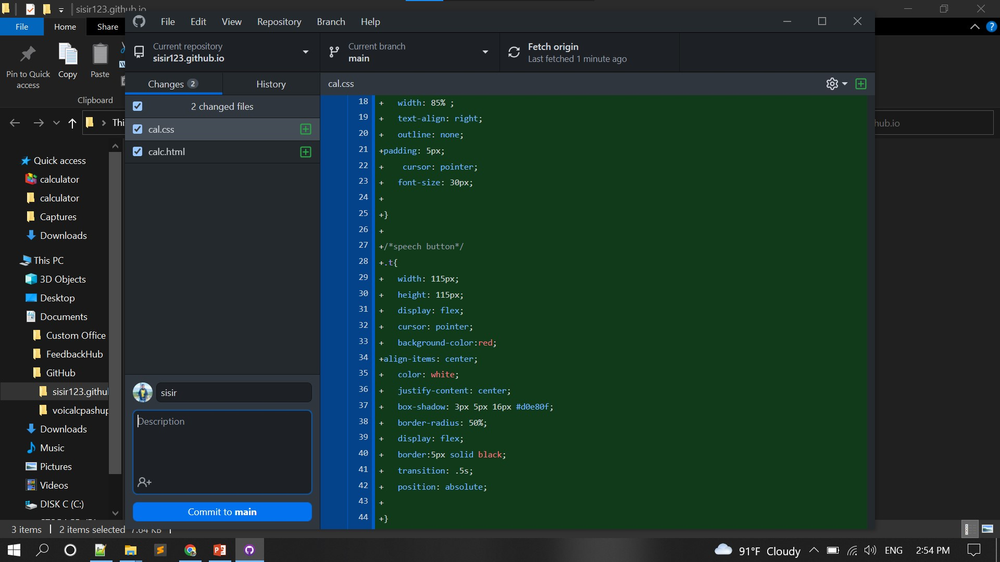 sisir123.github.io
File
Home
Share
Pin to Quick access
Copy
Paste
Clipboard
Thi
Quick access
calculator
calculator
Captures
Downloads
This PC
3D Objects
Desktop
Documents
Custom Office
FeedbackHub
GitHub
sisir123.githu
voicalcpashup
Downloads
Music
Pictures
Videos
DISK C (C:)
3 items
2 items selected 7.64 KB
File Edit View Repository Branch Help
Current repository
sisir123.github.io
Current branch
main
Fetch origin
Last fetched 1 minute ago
Changes 2
History
2 changed files
cal.css
calc.html
sisir
Description
Commit to main
cal.css
18 + width: 85% ;
19 + text-align: right;
20 + outline: none;
21 +padding: 5px;
22 + cursor: pointer;
23 + font-size: 30px;
24 +
25 +}
26 +
27 +/*speech button*/
28 +.t{
29 + width: 115px;
30 + height: 115px;
31 + display: flex;
32 + cursor: pointer;
33 + background-color:red;
34 +align-items: center;
35 + color: white;
36 + justify-content: center;
37 + box-shadow: 3px 5px 16px #d0e80f;
38 + border-radius: 50%;
39 + display: flex;
40 + border:5px solid black;
41 + transition: .5s;
42 + position: absolute;
43 +
44 +}
?
hub.io
91°F Cloudy
ENG
2:54 PM